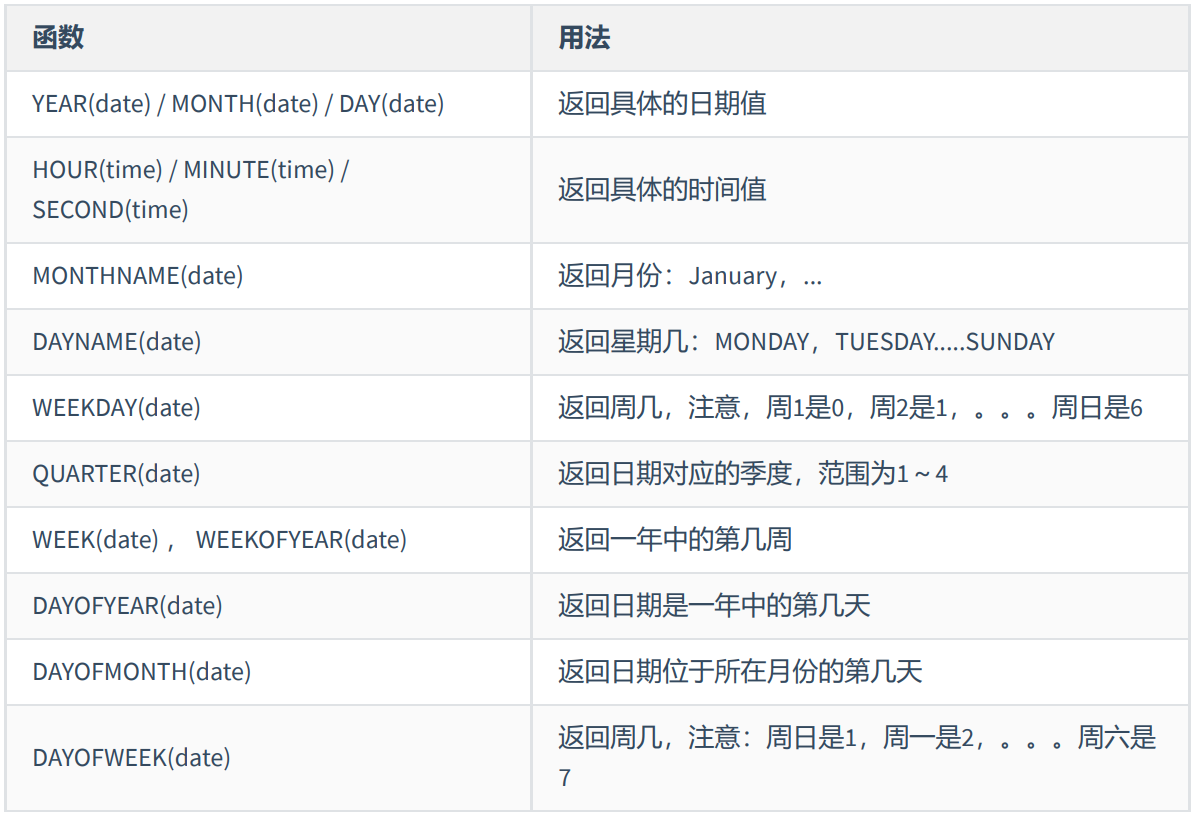 函数
用法
YEAR(date) / MONTH(date) / DAY(date)
返回具体的日期值
HOUR(time) / MINUTE(time) /
SECOND(time)
返回具体的时间值
MONTHNAME(date)
返回月份：January，...
DAYNAME(date)
返回星期几：MONDAY，TUESDAY.....SUNDAY
WEEKDAY(date)
返回周几，注意，周1是0，周2是1，。。。周日是6
QUARTER(date)
返回日期对应的季度，范围为1～4
WEEK(date) ， WEEKOFYEAR(date)
返回一年中的第几周
DAYOFYEAR(date)
返回日期是一年中的第几天
DAYOFMONTH(date)
返回日期位于所在月份的第几天
DAYOFWEEK(date)
返回周几，注意：周日是1，周一是2，。。。周六是
7